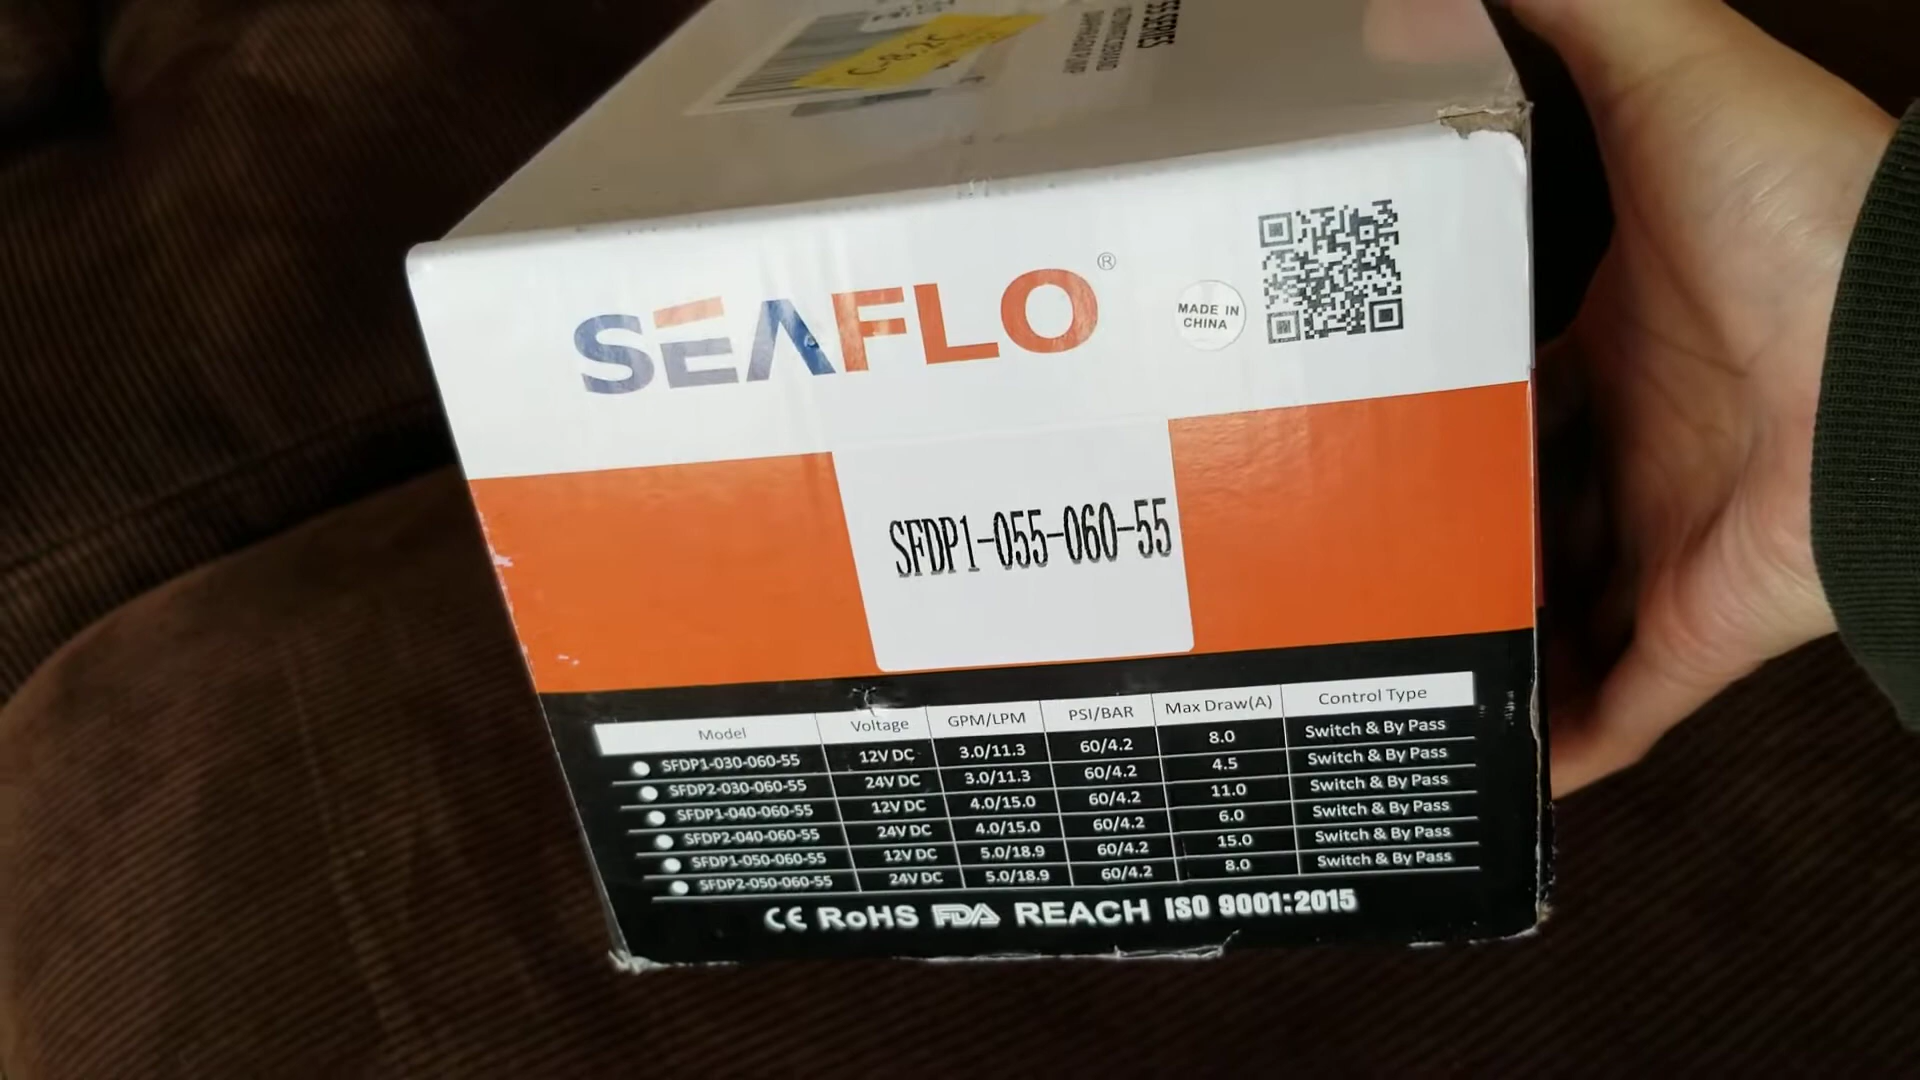 55 SERIES
AUTOMATIC DEMAND
DIAPHRAGM PUMP
SEAFLO®
MADE IN
CHINA
SFDP1-055-060-55
Model Voltage GPM/LPM PSI/BAR Max Draw(A) Control Type
SFDP1-030-060-55 12V DC 3.0/11.3 60/4.2 8.0 Switch & By Pass
SFDP2-030-060-55 24V DC 3.0/11.3 60/4.2 4.5 Switch & By Pass
SFDP1-040-060-55 12V DC 4.0/15.0 60/4.2 11.0 Switch & By Pass
SFDP2-040-060-55 24V DC 4.0/15.0 60/4.2 6.0 Switch & By Pass
SFDP1-050-060-55 12V DC 5.0/18.9 60/4.2 15.0 Switch & By Pass
SFDP2-050-060-55 24V DC 5.0/18.9 60/4.2 8.0 Switch & By Pass
CE RoHS FDA REACH ISO 9001:2015